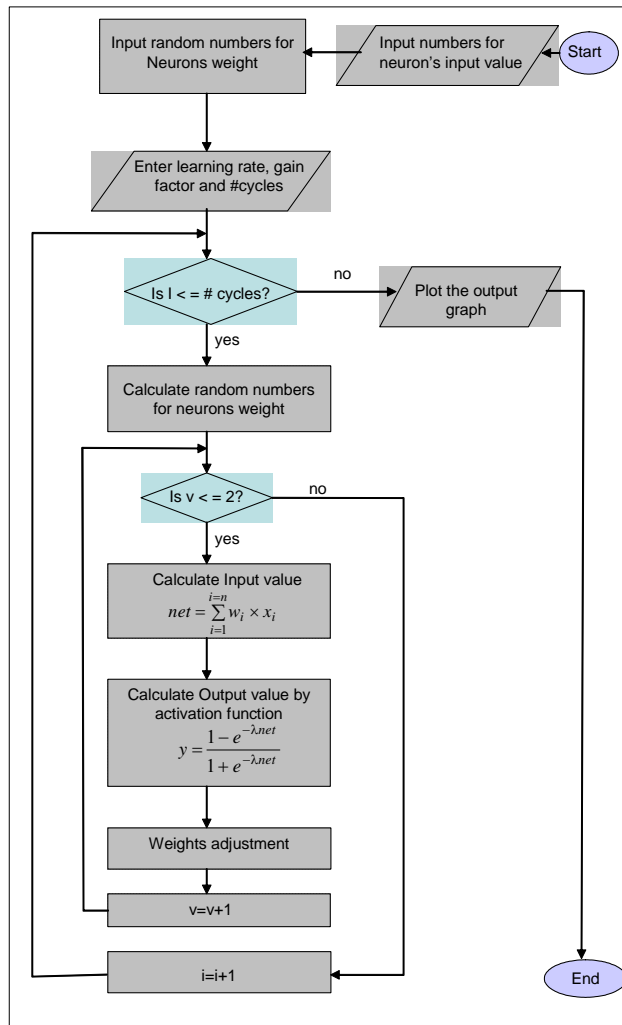 Start
Input numbers for
neuron's input value
Input random numbers for
Neurons weight
Enter learning rate, gain
factor and #cycles
Is I < = # cycles?
no
Plot the output
graph
yes
Calculate random numbers
for neurons weight
Is v < = 2?
no
yes
Calculate Input value
net = \sum_{i=1}^{i=n} w_i × x_i
Calculate Output value by
activation function
y = \frac{1 - e^{-λnet}}{1 + e^{-λnet}}
Weights adjustment
v=v+1
i=i+1
End